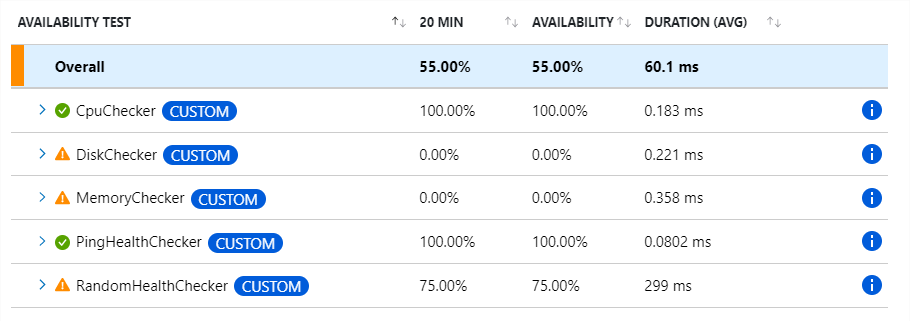 AVAILABILITY TEST 20 MIN AVAILABILITY DURATION (AVG)
Overall 55.00% 55.00% 60.1 ms
CpuChecker CUSTOM 100.00% 100.00% 0.183 ms
DiskChecker CUSTOM 0.00% 0.00% 0.221 ms
MemoryChecker CUSTOM 0.00% 0.00% 0.358 ms
PingHealthChecker CUSTOM 100.00% 100.00% 0.0802 ms
RandomHealthChecker CUSTOM 75.00% 75.00% 299 ms